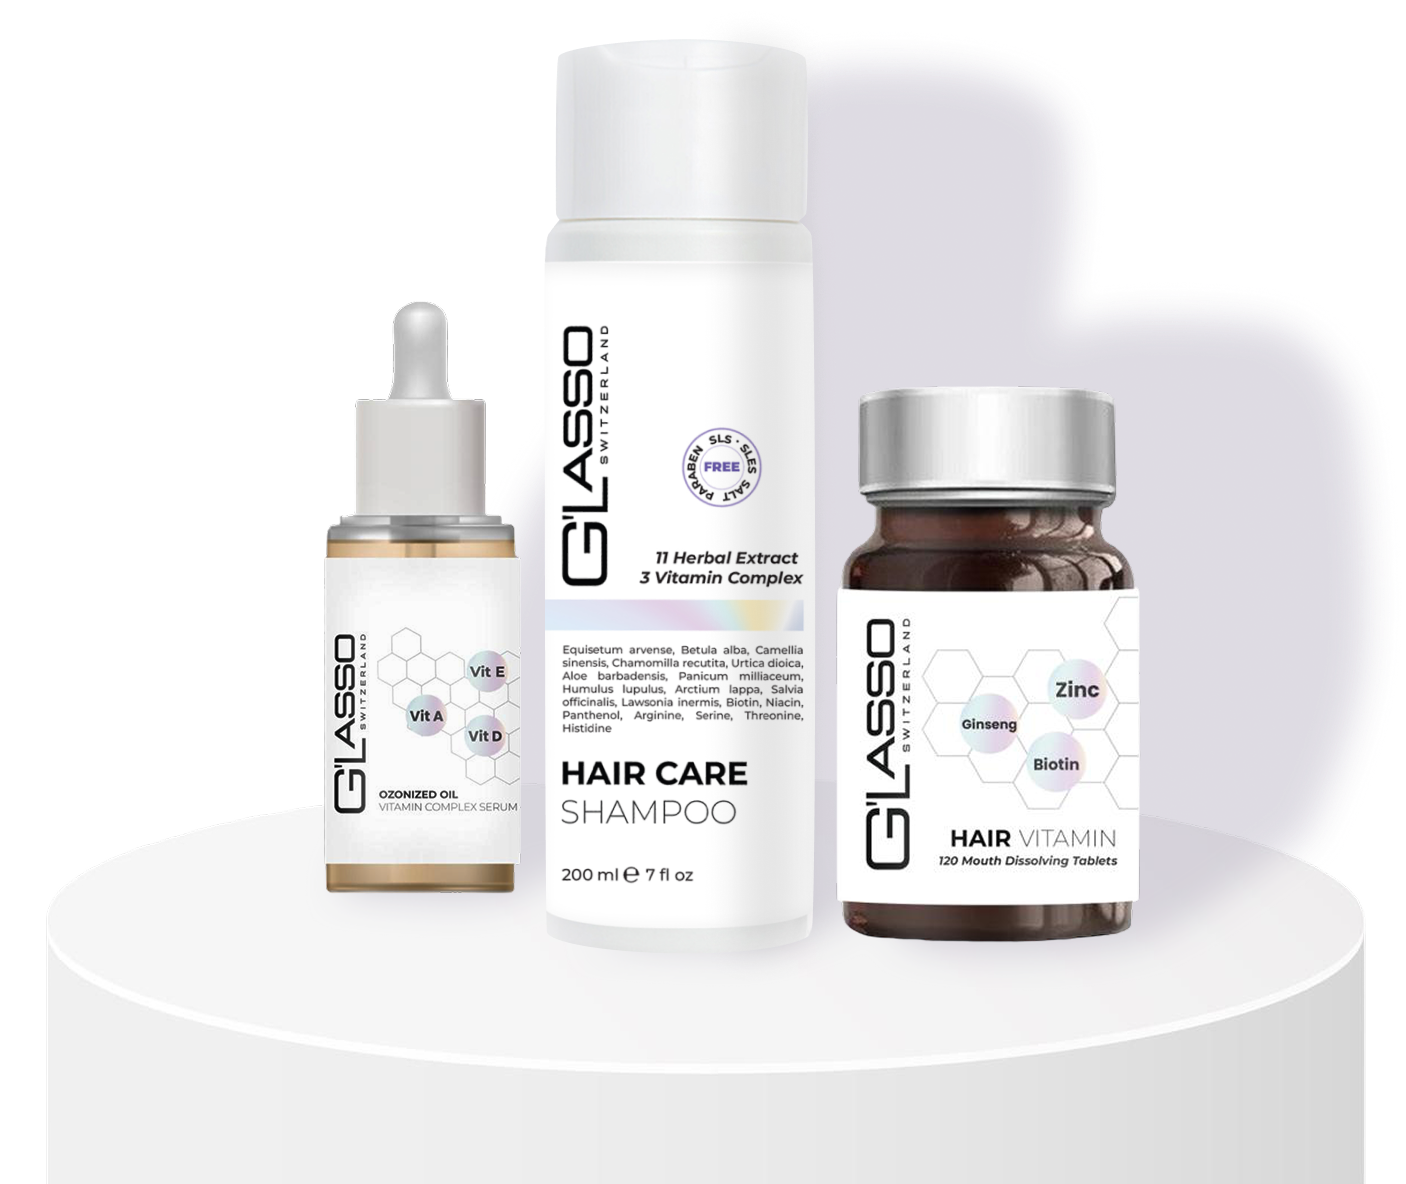 G'LASSO
SWITZERLAND
Vit E
Vit A
Vit D
OZONIZED OIL
VITAMIN COMPLEX SERUM
G'LASSO
SWITZERLAND
PARABEN SLS · SLES SALT
FREE
11 Herbal Extract
3 Vitamin Complex
Equisetum arvense, Betula alba, Camellia
sinensis, Chamomilla recutita, Urtica dioica,
Aloe barbadensis, Panicum milliaceum,
Humulus lupulus, Arctium lappa, Salvia
officinalis, Lawsonia inermis, Biotin, Niacin,
Panthenol, Arginine, Serine, Threonine,
Histidine
HAIR CARE
SHAMPOO
200 ml ℮ 7 fl oz
G'LASSO
SWITZERLAND
Zinc
Ginseng
Biotin
HAIR VITAMIN
120 Mouth Dissolving Tablets